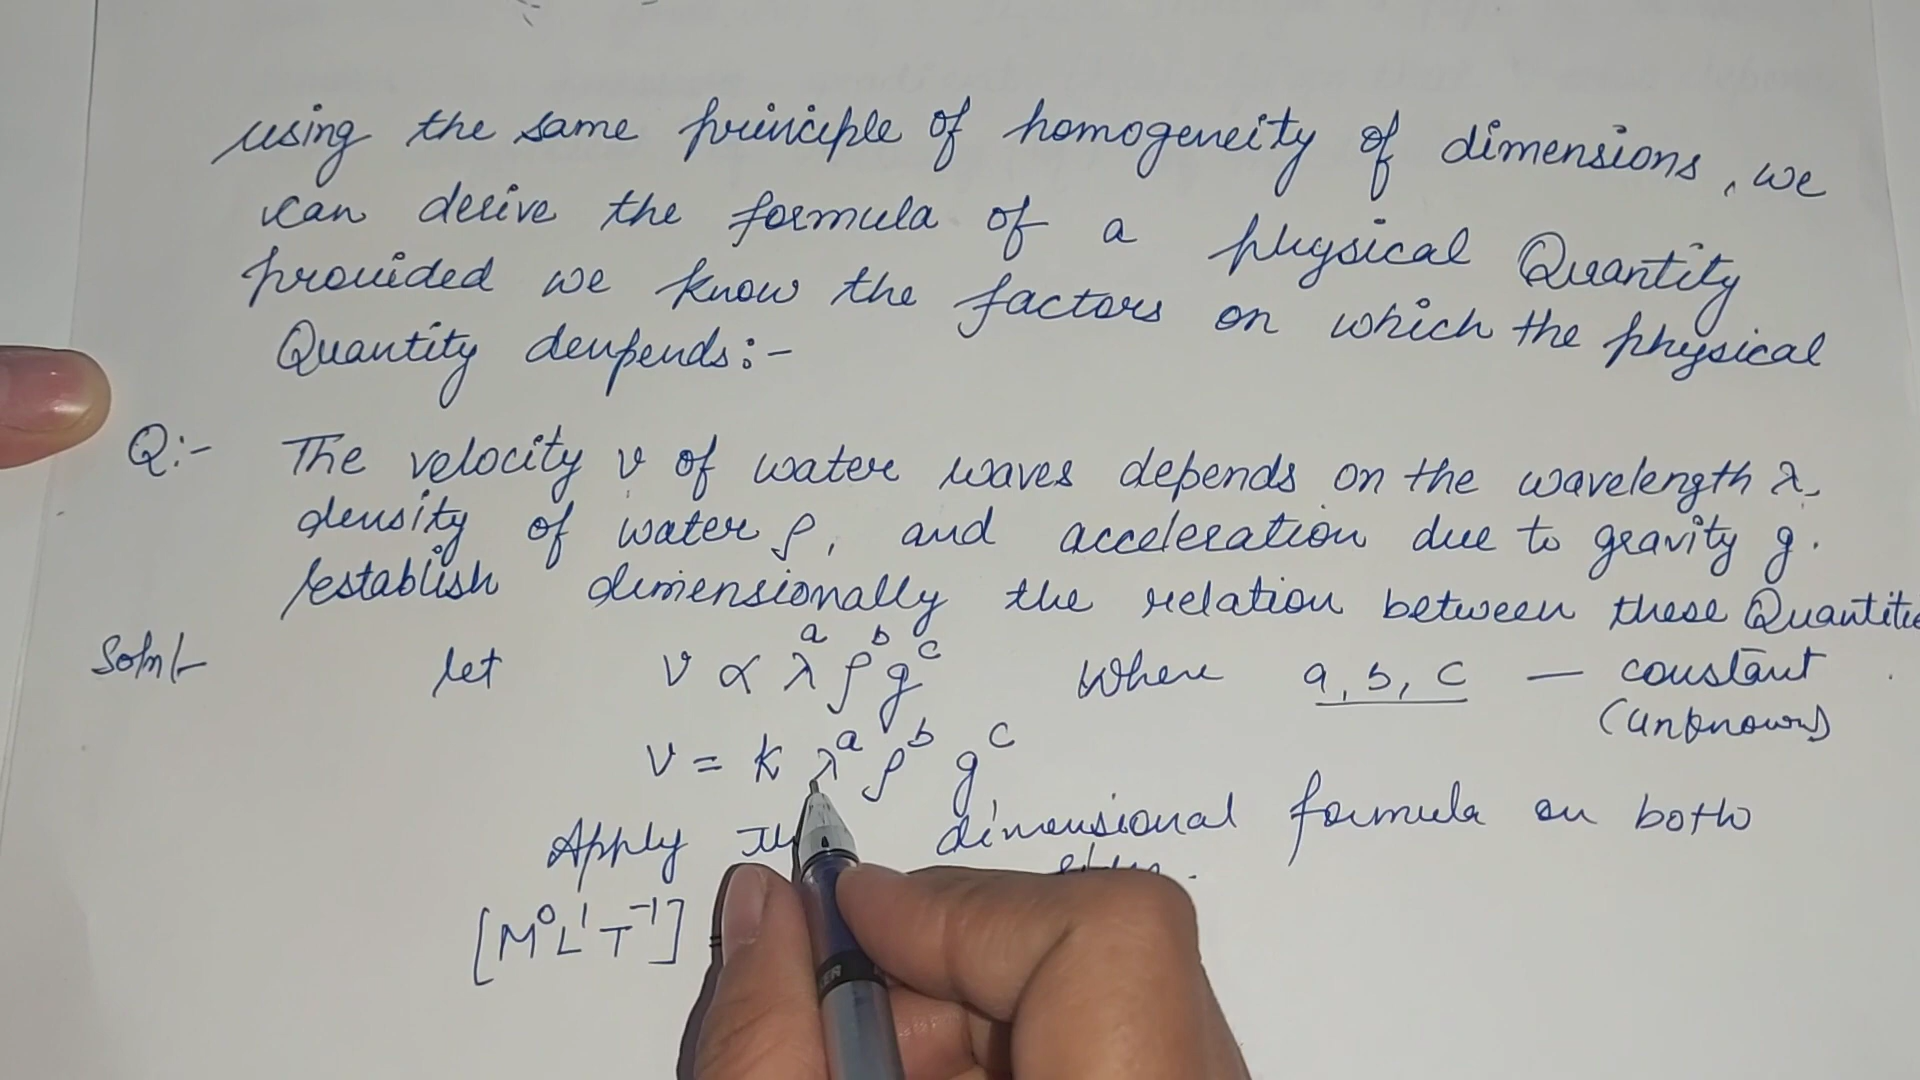 using the same principle of homogeneity of dimensions, we
can derive the formula of a physical Quantity
provided we know the factors on which the physical
Quantity denpends:-
Q:- The velocity v of water waves depends on the wavelength λ,
density of water ρ, and acceleration due to gravity g.
establish dimensionally the relation between these Quantitie
Soln:- let v ∝ λ^a ρ^b g^c where a, b, c — constant
(unknown)
v = k λ^a ρ^b g^c
Apply dimensional formula on both
[M^0 L^1 T^-1] =